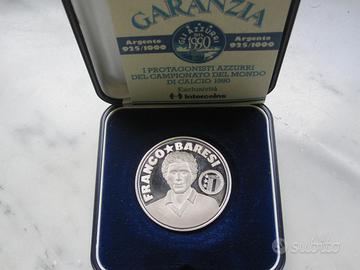 GARANZIA
Argento
925/1000
GLI AZZURRI
1990
Argento
925/1000
I PROTAGONISTI AZZURRI
DEL CAMPIONATO DEL MONDO
DI CALCIO 1990
Esclusività
Intercoins
FRANCO★BARESI
subito